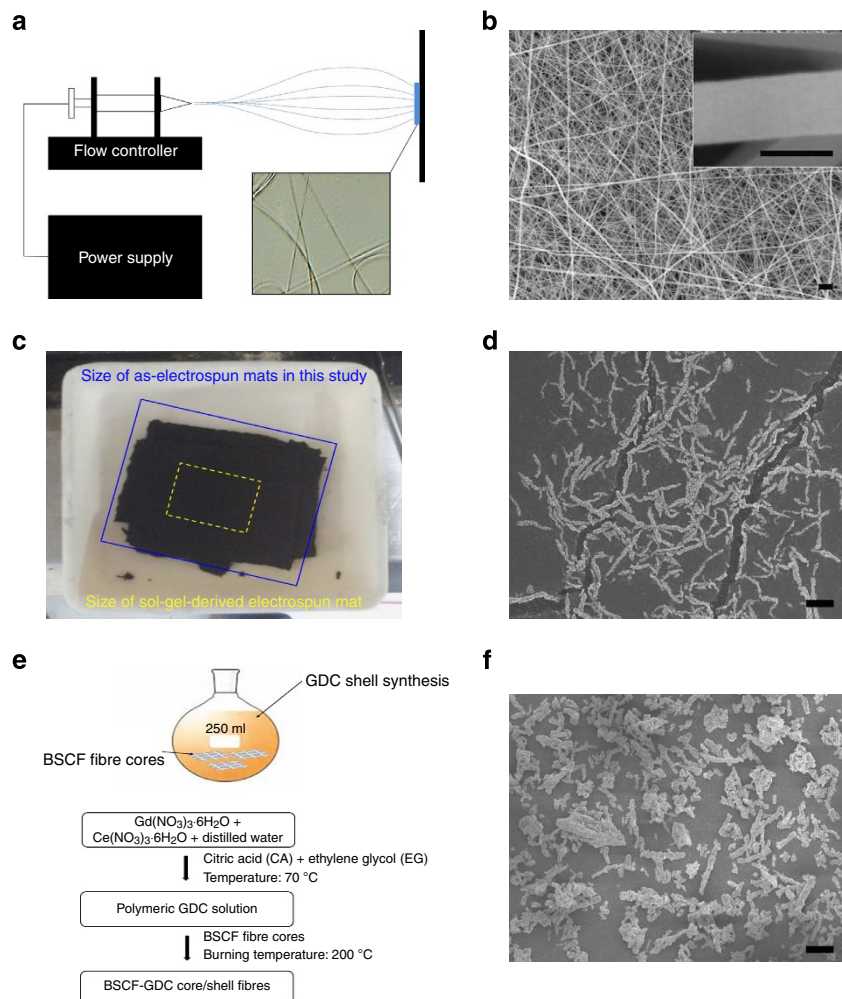 a
Flow controller
Power supply
b
c
Size of as-electrospun mats in this study
Size of sol-gel-derived electrospun mat
d
e
GDC shell synthesis
250 ml
BSCF fibre cores
Gd(NO₃)₃·6H₂O +
Ce(NO₃)₃·6H₂O + distilled water
Citric acid (CA) + ethylene glycol (EG)
Temperature: 70 °C
Polymeric GDC solution
BSCF fibre cores
Burning temperature: 200 °C
BSCF-GDC core/shell fibres
f